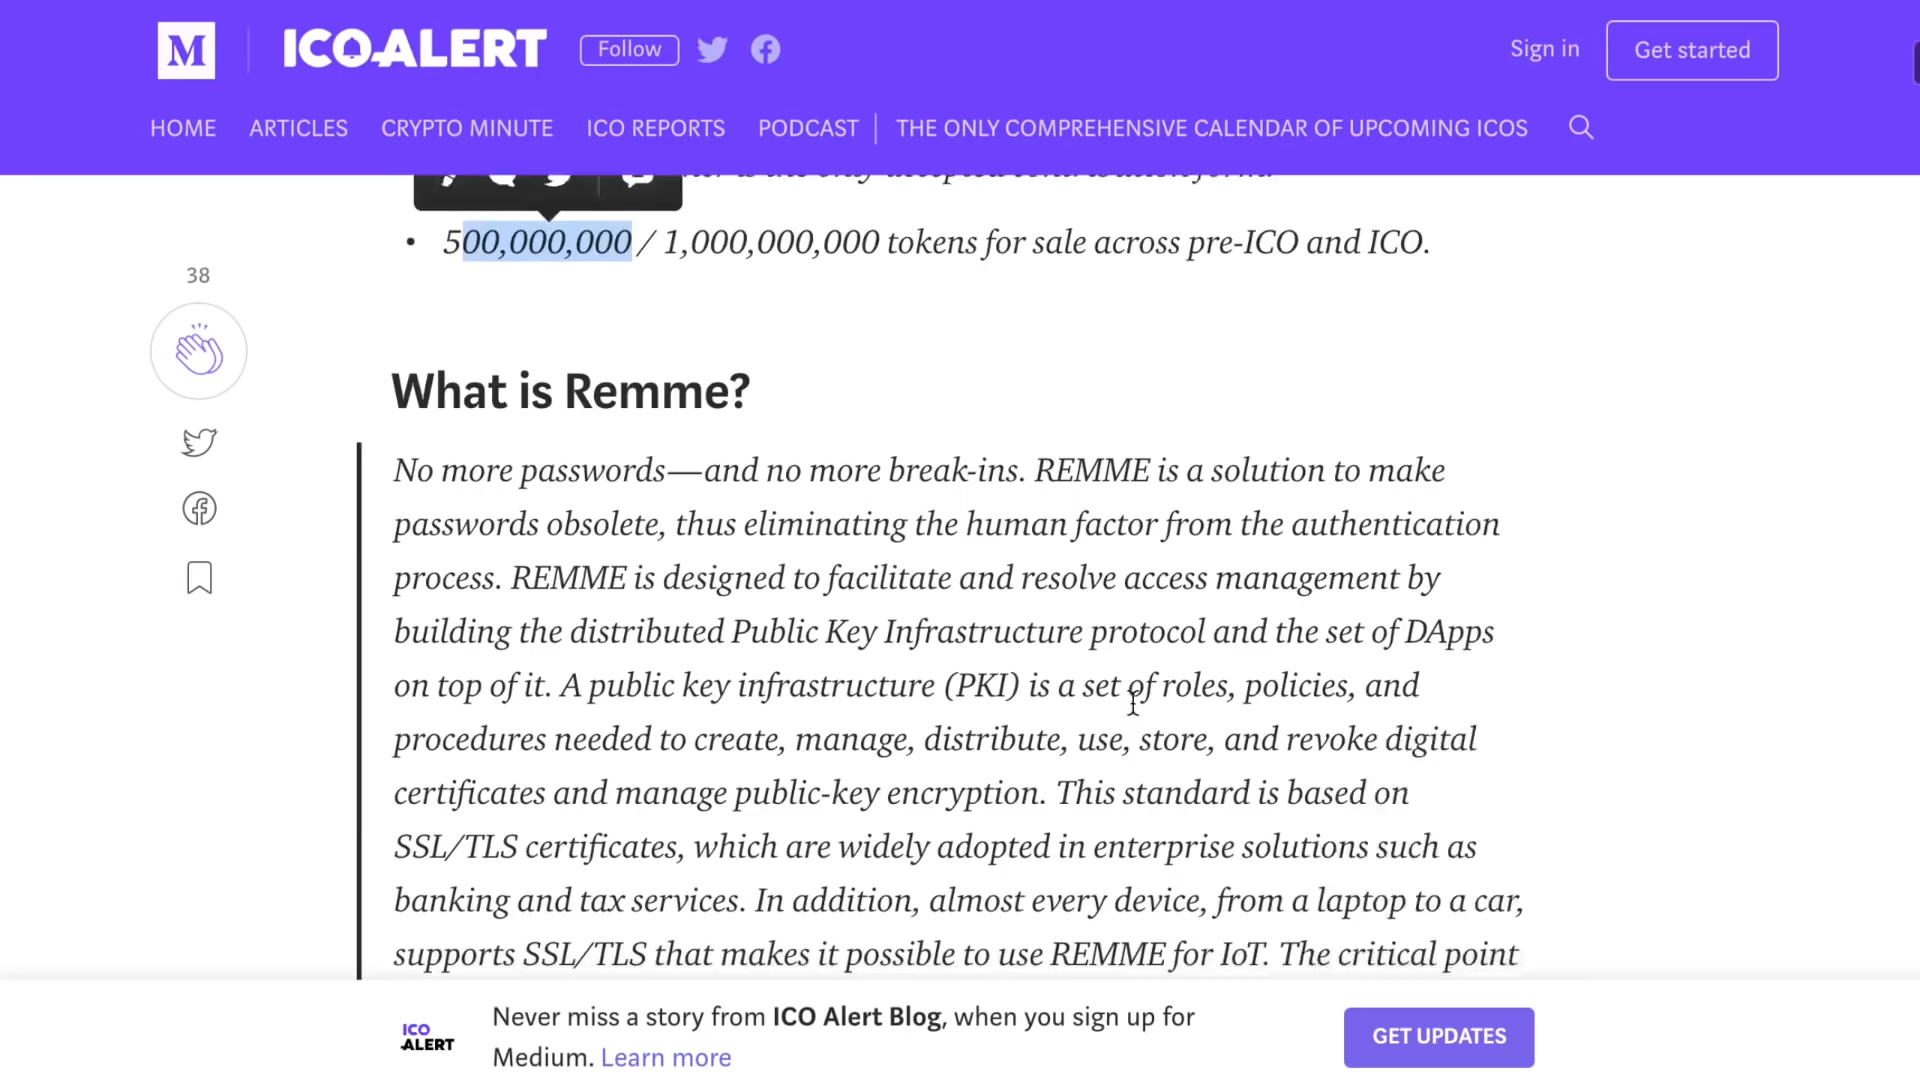 M
ICO ALERT
Follow
Sign in
Get started
HOME ARTICLES CRYPTO MINUTE ICO REPORTS PODCAST THE ONLY COMPREHENSIVE CALENDAR OF UPCOMING ICOS
• 500,000,000 / 1,000,000,000 tokens for sale across pre-ICO and ICO.
38
What is Remme?
No more passwords—and no more break-ins. REMME is a solution to make
passwords obsolete, thus eliminating the human factor from the authentication
process. REMME is designed to facilitate and resolve access management by
building the distributed Public Key Infrastructure protocol and the set of DApps
on top of it. A public key infrastructure (PKI) is a set of roles, policies, and
procedures needed to create, manage, distribute, use, store, and revoke digital
certificates and manage public-key encryption. This standard is based on
SSL/TLS certificates, which are widely adopted in enterprise solutions such as
banking and tax services. In addition, almost every device, from a laptop to a car,
supports SSL/TLS that makes it possible to use REMME for IoT. The critical point
ICO
ALERT
Never miss a story from ICO Alert Blog, when you sign up for
Medium. Learn more
GET UPDATES